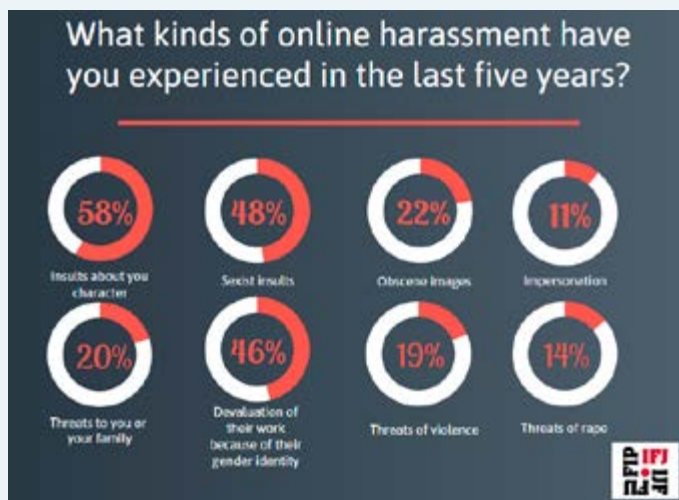 What kinds of online harassment have
you experienced in the last five years?
58%
Insults about you
character
48%
Sexist insults
22%
Obscene images
11%
Impersonation
20%
Threats to you or
your family
46%
Devaluation of
their work
because of their
gender identity
19%
Threats of violence
14%
Threats of rape
FIP
IFJ